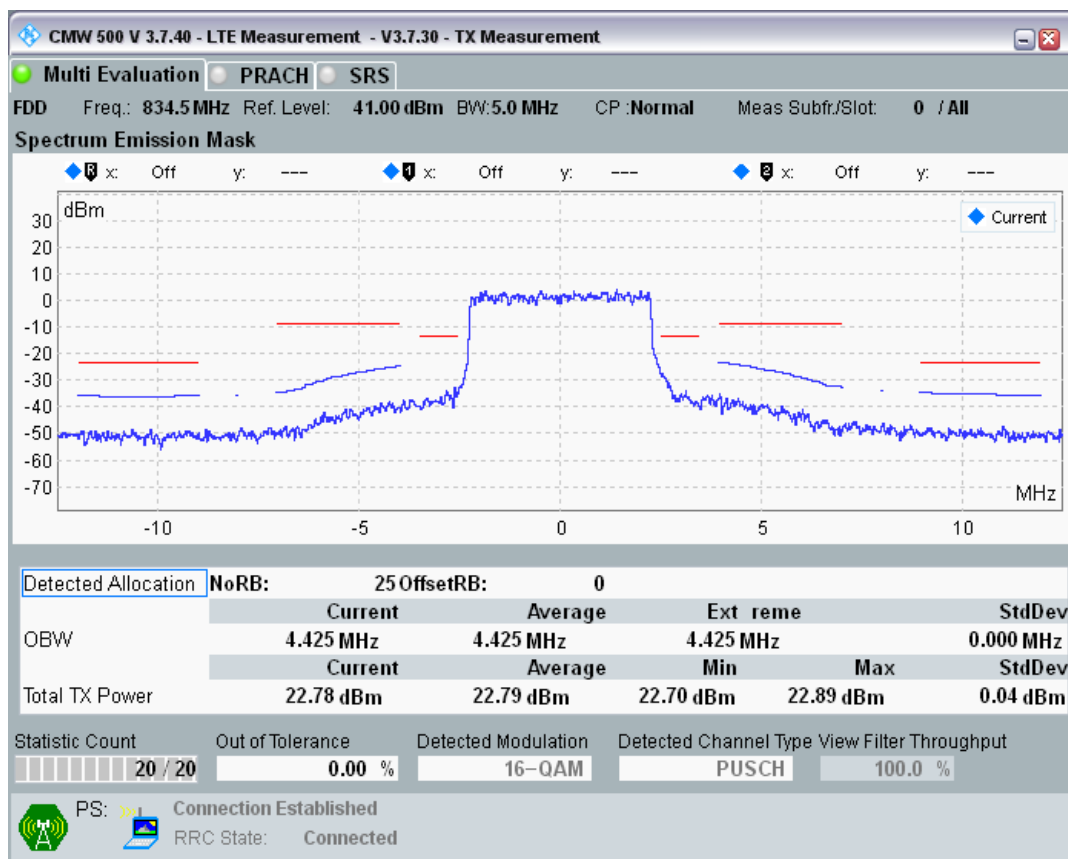 CMW 500 V 3.7.40 - LTE Measurement - V3.7.30 - TX Measurement
Multi Evaluation PRACH SRS
FDD Freq.: 834.5 MHz Ref. Level: 41.00 dBm BW:5.0 MHz CP :Normal Meas Subfr./Slot: 0 / All
Spectrum Emission Mask
R x: Off y: --- 1 x: Off y: --- 2 x: Off y: ---
dBm
Current
30
20
10
0
-10
-20
-30
-40
-50
-60
-70
MHz
-10 -5 0 5 10
Detected Allocation NoRB: 25 OffsetRB: 0
Current Average Ext reme StdDev
OBW 4.425 MHz 4.425 MHz 4.425 MHz 0.000 MHz
Current Average Min Max StdDev
Total TX Power 22.78 dBm 22.79 dBm 22.70 dBm 22.89 dBm 0.04 dBm
Statistic Count Out of Tolerance Detected Modulation Detected Channel Type View Filter Throughput
20 / 20 0.00 % 16-QAM PUSCH 100.0 %
PS: Connection Established
RRC State: Connected